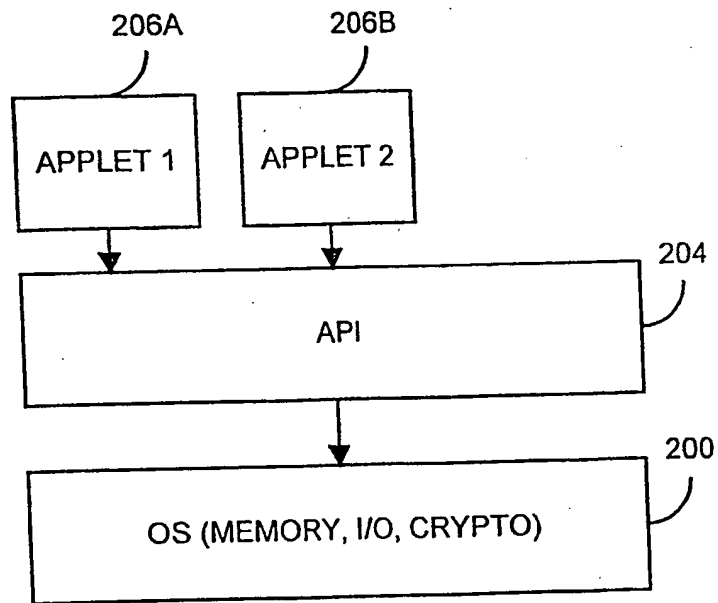 206A
206B
APPLET 1
APPLET 2
204
API
200
OS (MEMORY, I/O, CRYPTO)